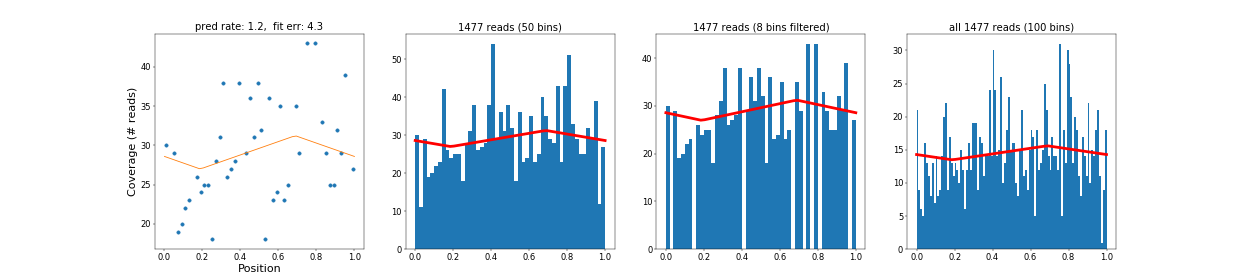 pred rate: 1.2, fit err: 4.3
Coverage (# reads)
40
35
30
25
20
0.0 0.2 0.4 0.6 0.8 1.0
Position
1477 reads (50 bins)
50
40
30
20
10
0
0.0 0.2 0.4 0.6 0.8 1.0
1477 reads (8 bins filtered)
40
30
20
10
0
0.0 0.2 0.4 0.6 0.8 1.0
all 1477 reads (100 bins)
30
25
20
15
10
5
0
0.0 0.2 0.4 0.6 0.8 1.0